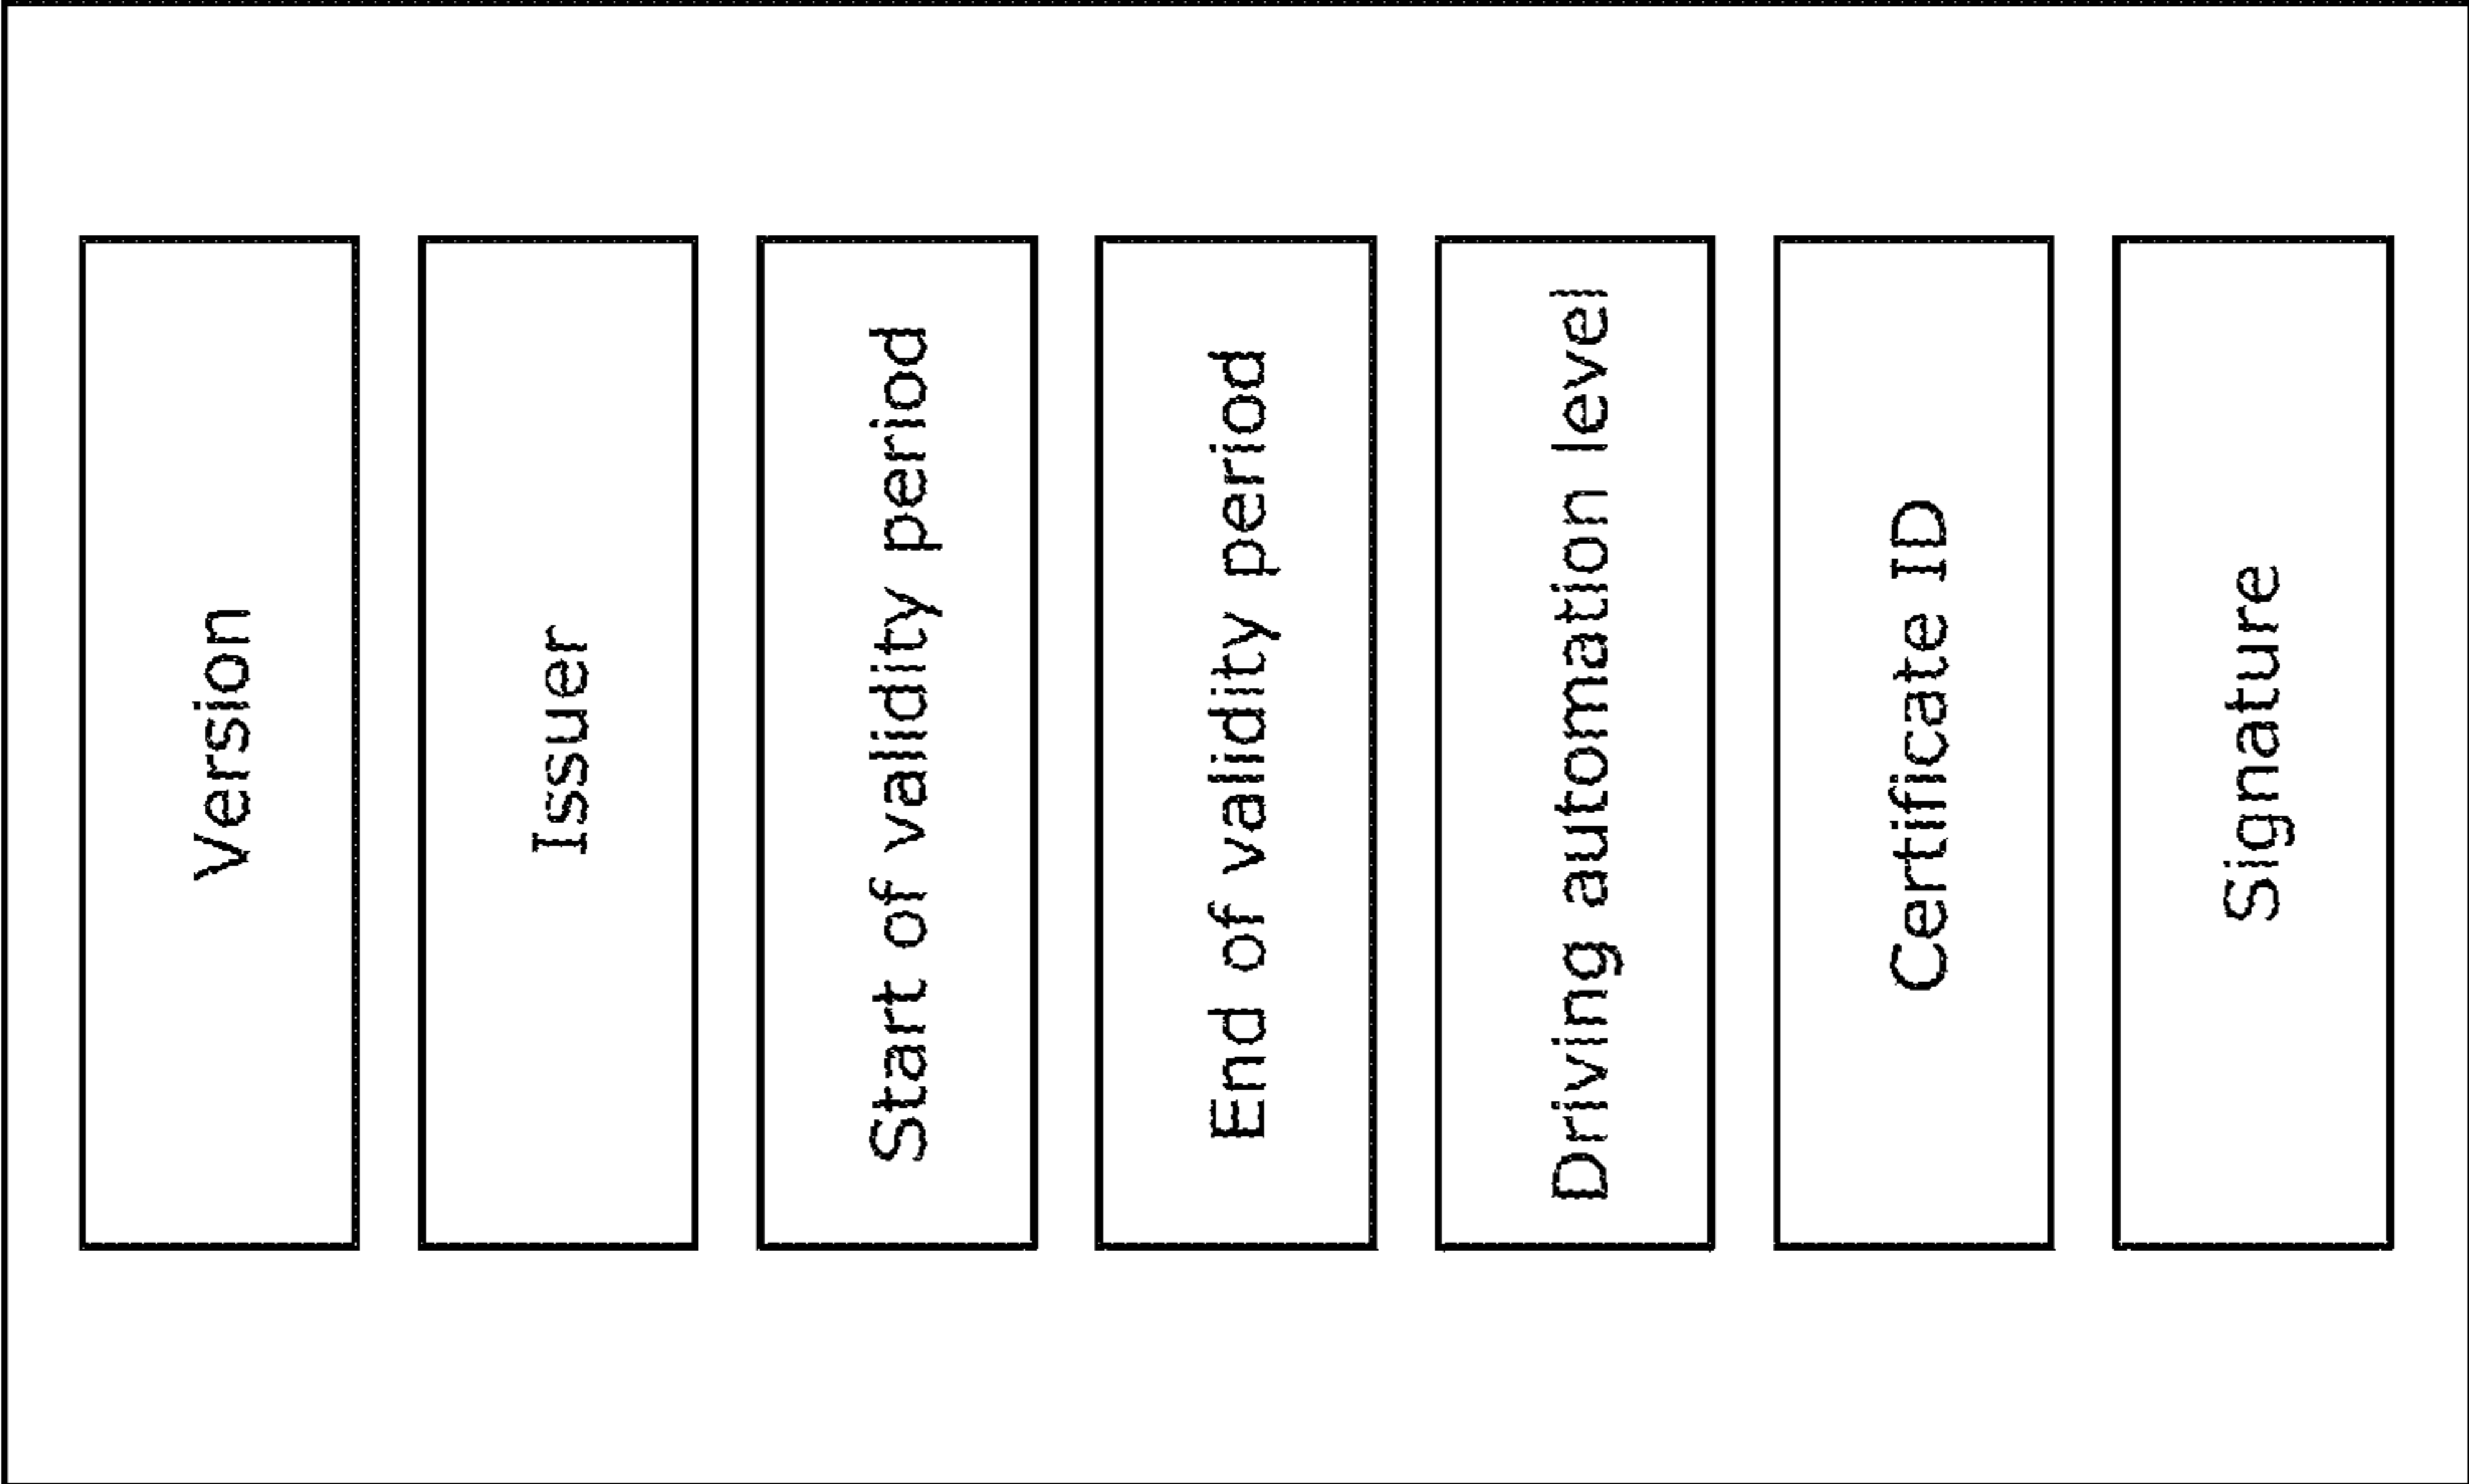 Version
Issuer
Start of validity period
End of validity period
Driving automation level
Certificate ID
Signature